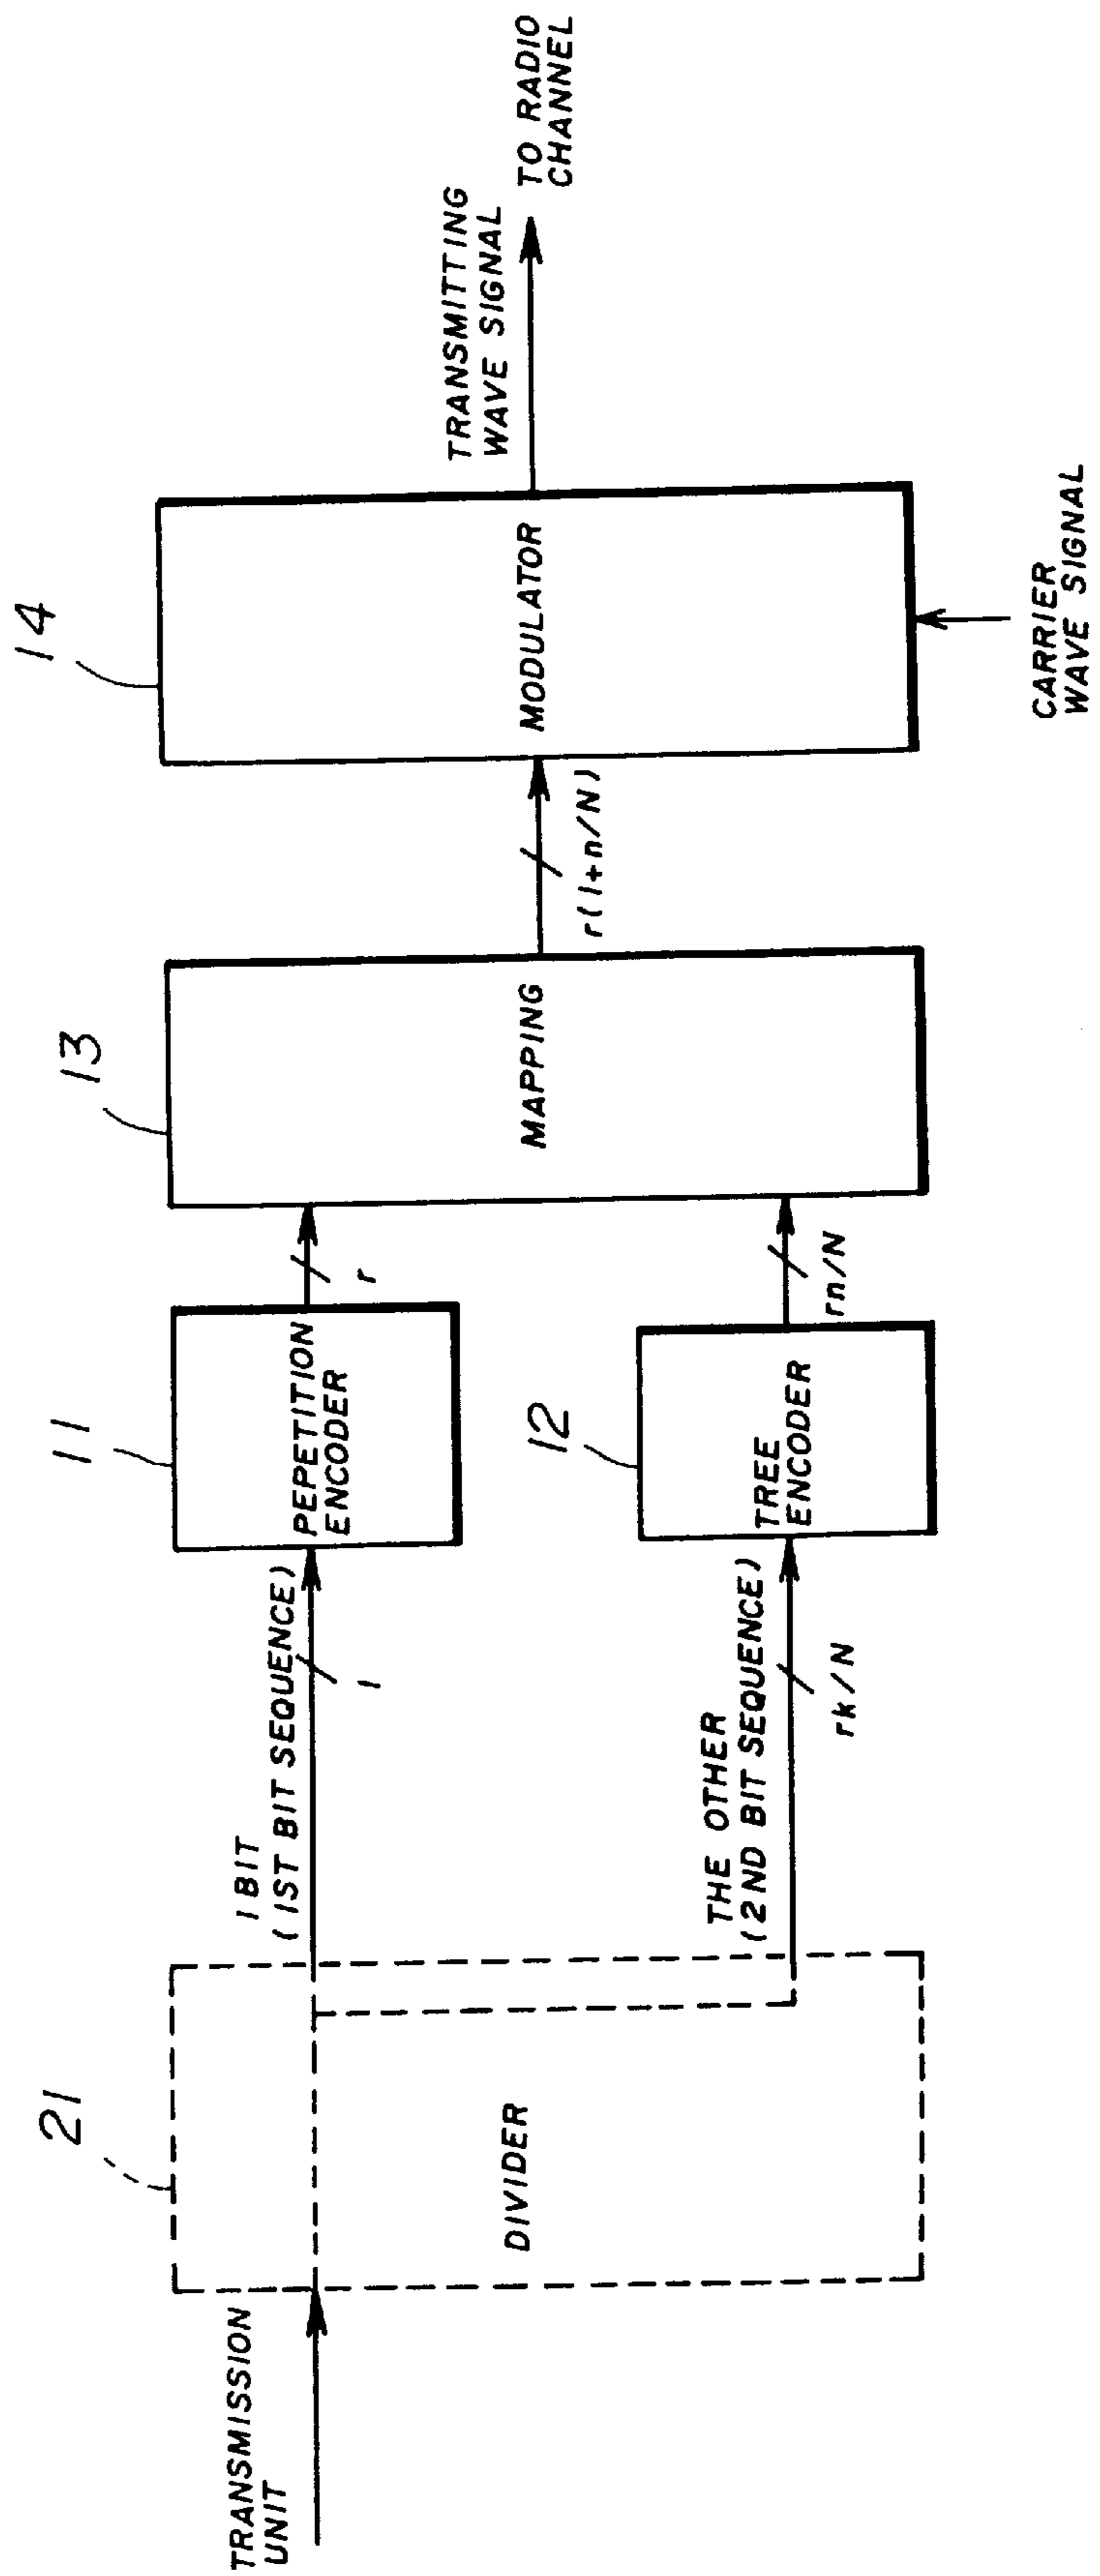 TRANSMISSION
UNIT
21
DIVIDER
1 BIT
(1ST BIT SEQUENCE)
1
THE OTHER
(2ND BIT SEQUENCE)
rk/N
11
PEPETITION
ENCODER
r
12
TREE
ENCODER
rn/N
13
MAPPING
r(1+n/N)
14
MODULATOR
CARRIER
WAVE SIGNAL
TRANSMITTING
WAVE SIGNAL
TO RADIO
CHANNEL